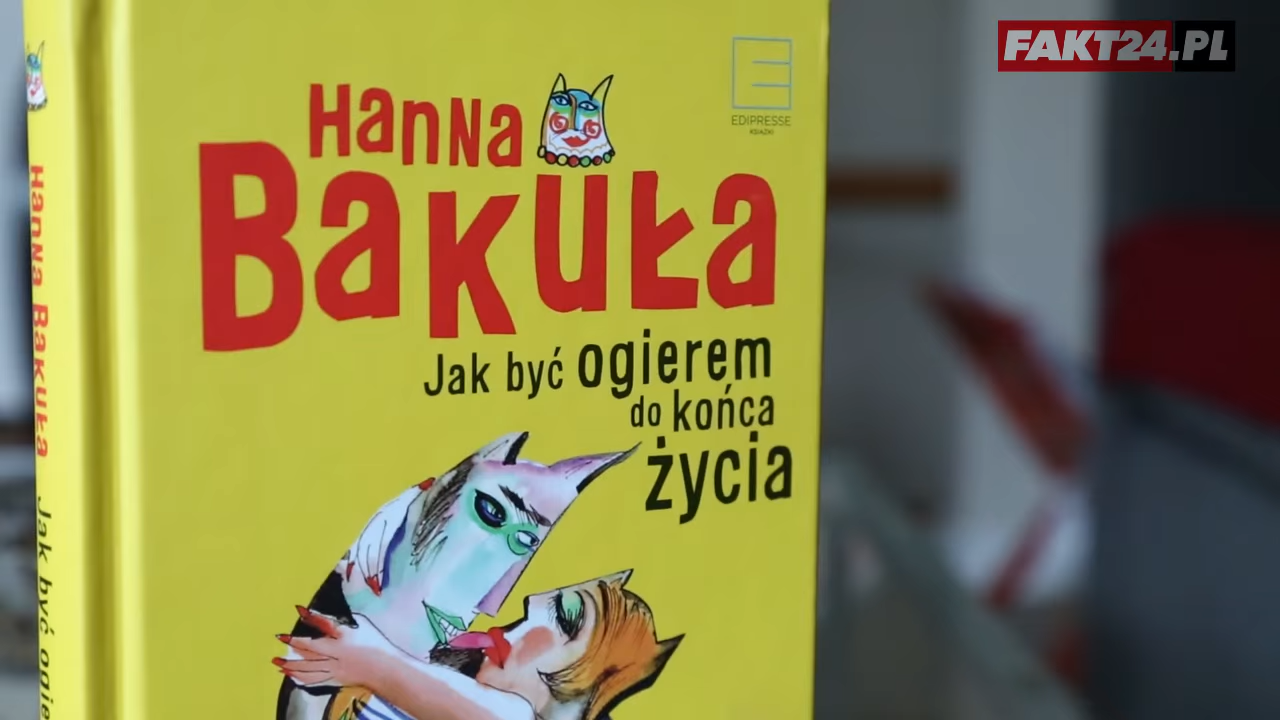 FAKT24.PL
EDIPRESSE
KSIĄŻKI
Hanna
Bakuła
Jak być ogierem
do końca
życia
Hanna Bakuła Jak być ogie